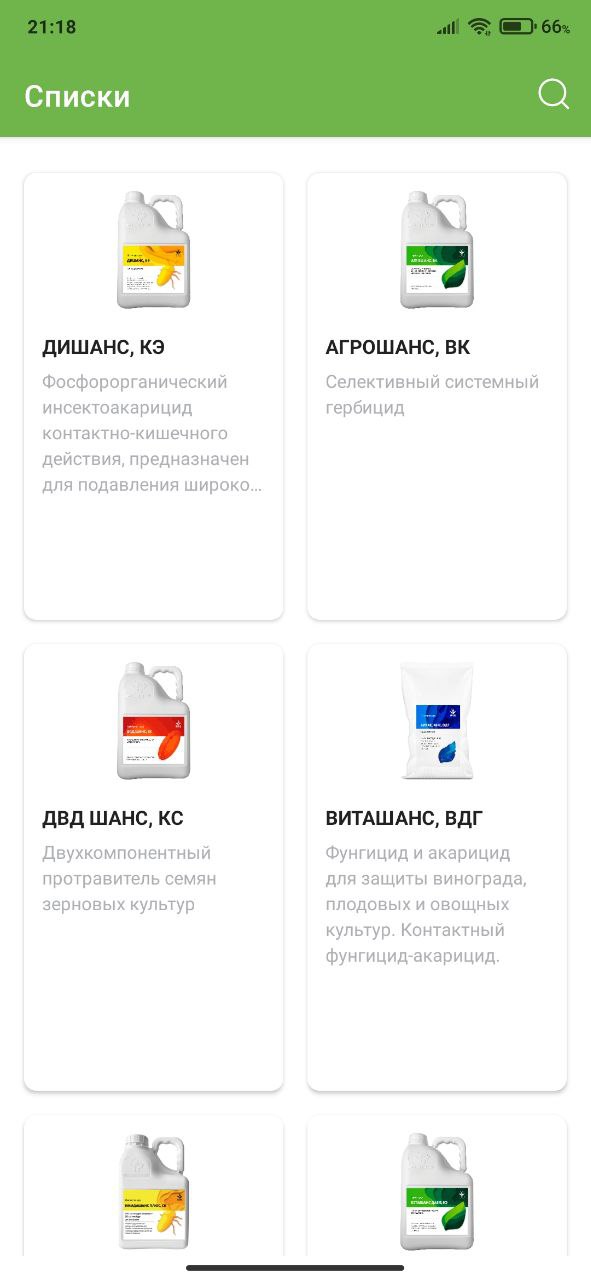 21:18
66%
Списки
ДИШАНС, КЭ
Фосфорорганический
инсектоакарицид
контактно-кишечного
действия, предназначен
для подавления широко…
АГРОШАНС, ВК
Селективный системный
гербицид
ДВД ШАНС, КС
Двухкомпонентный
протравитель семян
зерновых культур
ВИТАШАНС, ВДГ
Фунгицид и акарицид
для защиты винограда,
плодовых и овощных
культур. Контактный
фунгицид-акарицид.